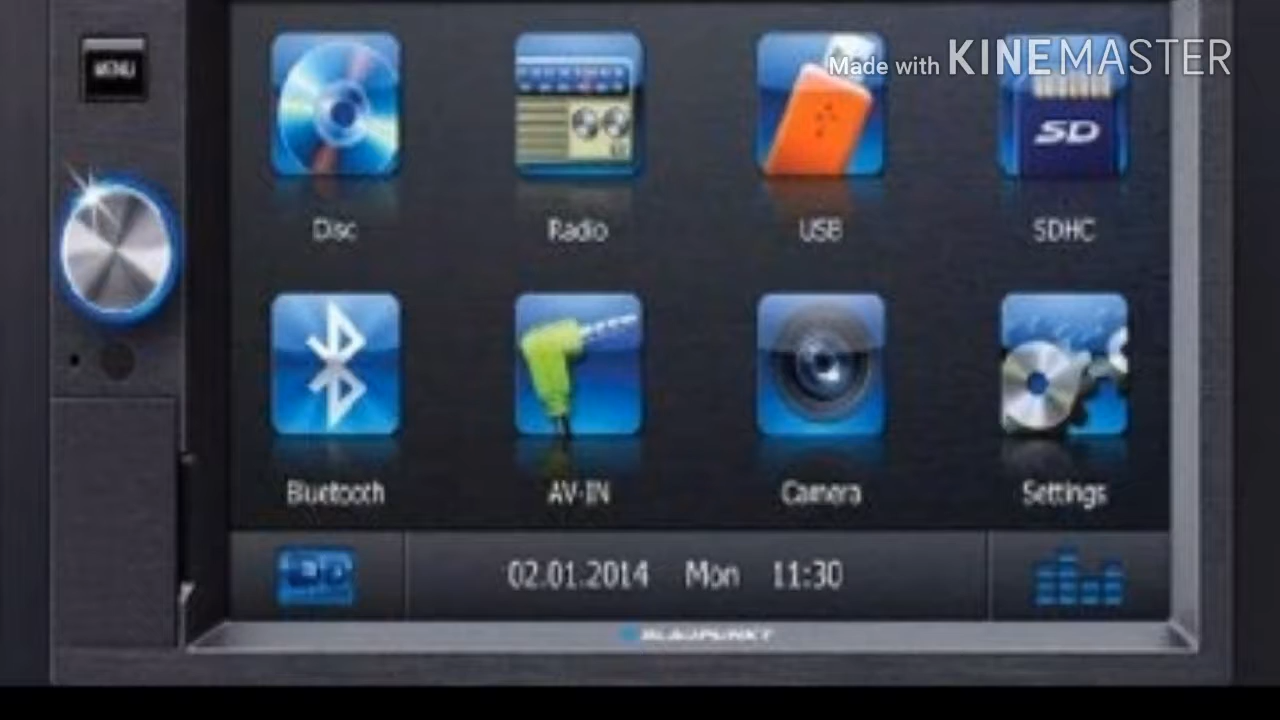 MENU
Made with KINEMASTER
SD
Disc Radio USB SDHC
Bluetooth AV-IN Camera Settings
02.01.2014 Mon 11:30
BLAUPUNKT